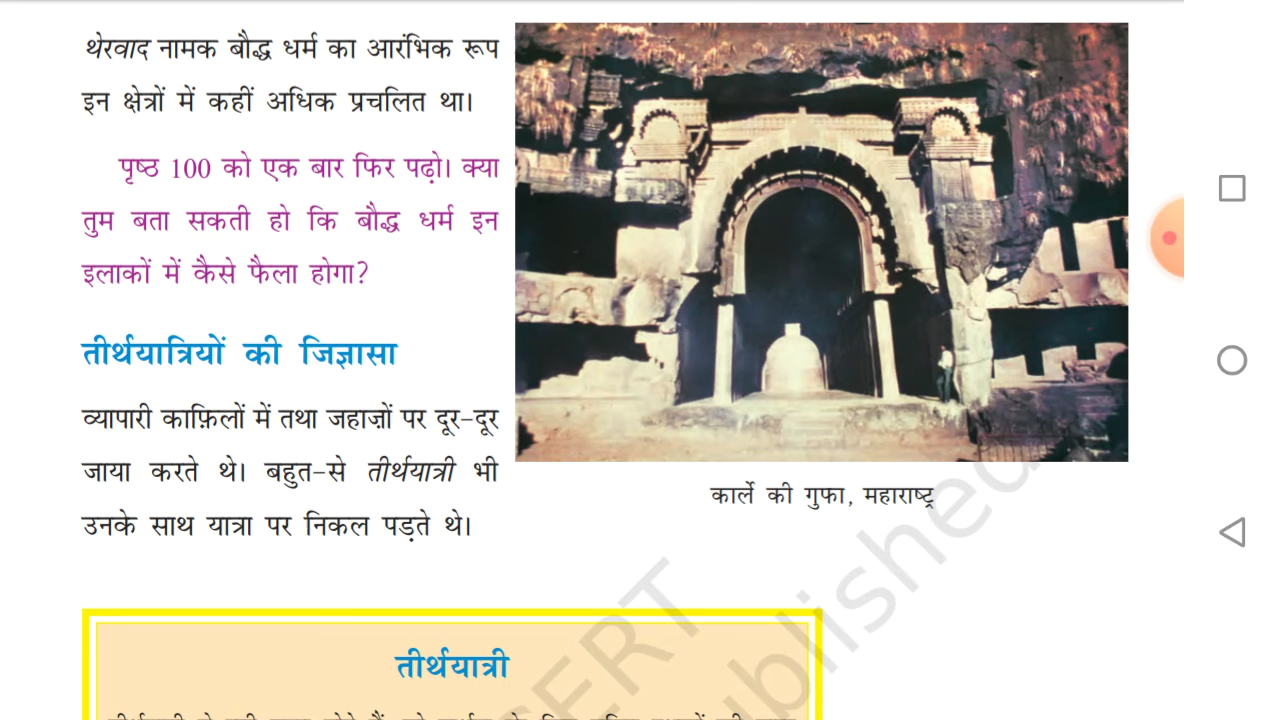 थेरवाद नामक बौद्ध धर्म का आरंभिक रूप
इन क्षेत्रों में कहीं अधिक प्रचलित था।
पृष्ठ 100 को एक बार फिर पढ़ो। क्या
तुम बता सकती हो कि बौद्ध धर्म इन
इलाकों में कैसे फैला होगा?
तीर्थयात्रियों की जिज्ञासा
व्यापारी काफ़िलों में तथा जहाज़ों पर दूर-दूर
जाया करते थे। बहुत-से तीर्थयात्री भी
उनके साथ यात्रा पर निकल पड़ते थे।
कार्ले की गुफा, महाराष्ट्र
तीर्थयात्री